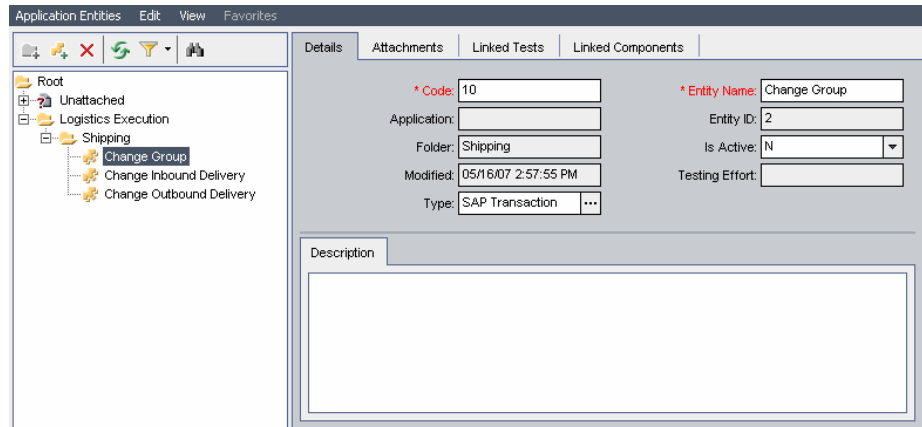 Application Entities Edit View Favorites
Details Attachments Linked Tests Linked Components
Root
Unattached
Logistics Execution
Shipping
Change Group
Change Inbound Delivery
Change Outbound Delivery
* Code: 10 * Entity Name: Change Group
Application: Entity ID: 2
Folder: Shipping Is Active: N
Modified: 05/16/07 2:57:55 PM Testing Effort:
Type: SAP Transaction ...
Description